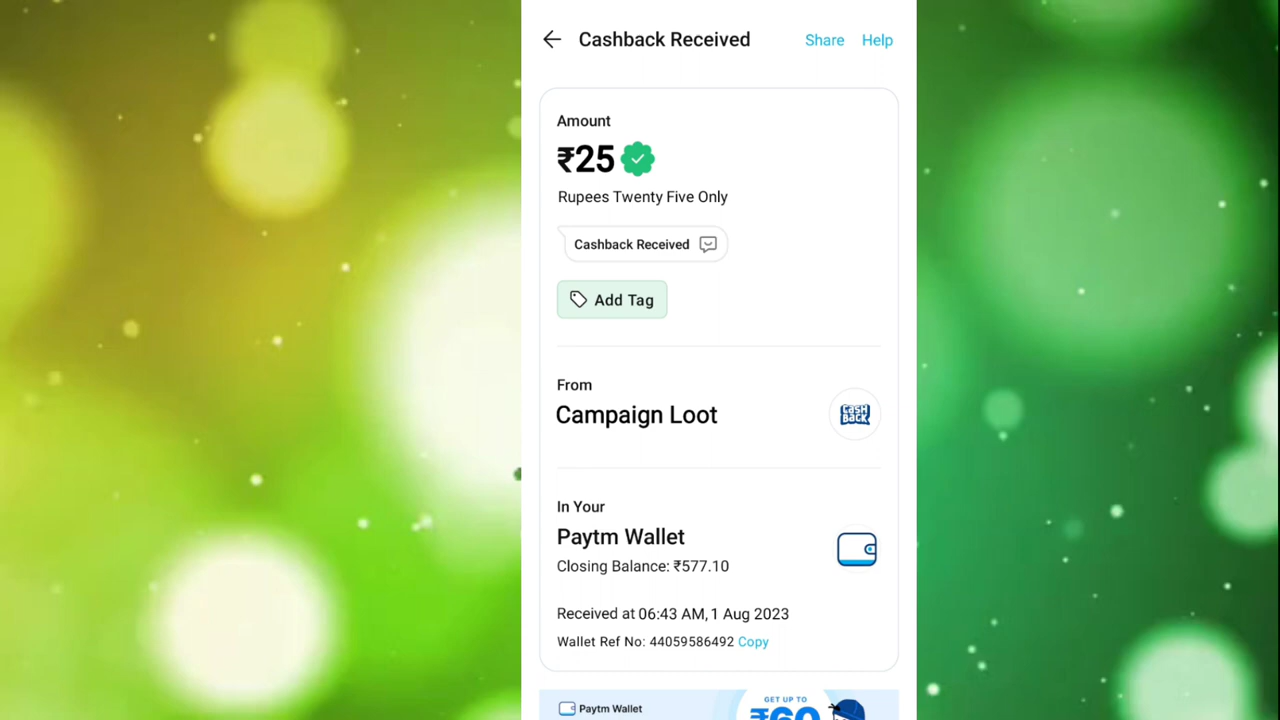 Cashback Received
Share
Help
Amount
₹25
Rupees Twenty Five Only
Cashback Received
Add Tag
From
Campaign Loot
CASH
BACK
In Your
Paytm Wallet
Closing Balance: ₹577.10
Received at 06:43 AM, 1 Aug 2023
Wallet Ref No: 44059586492 Copy
Paytm Wallet
GET UP TO
₹60